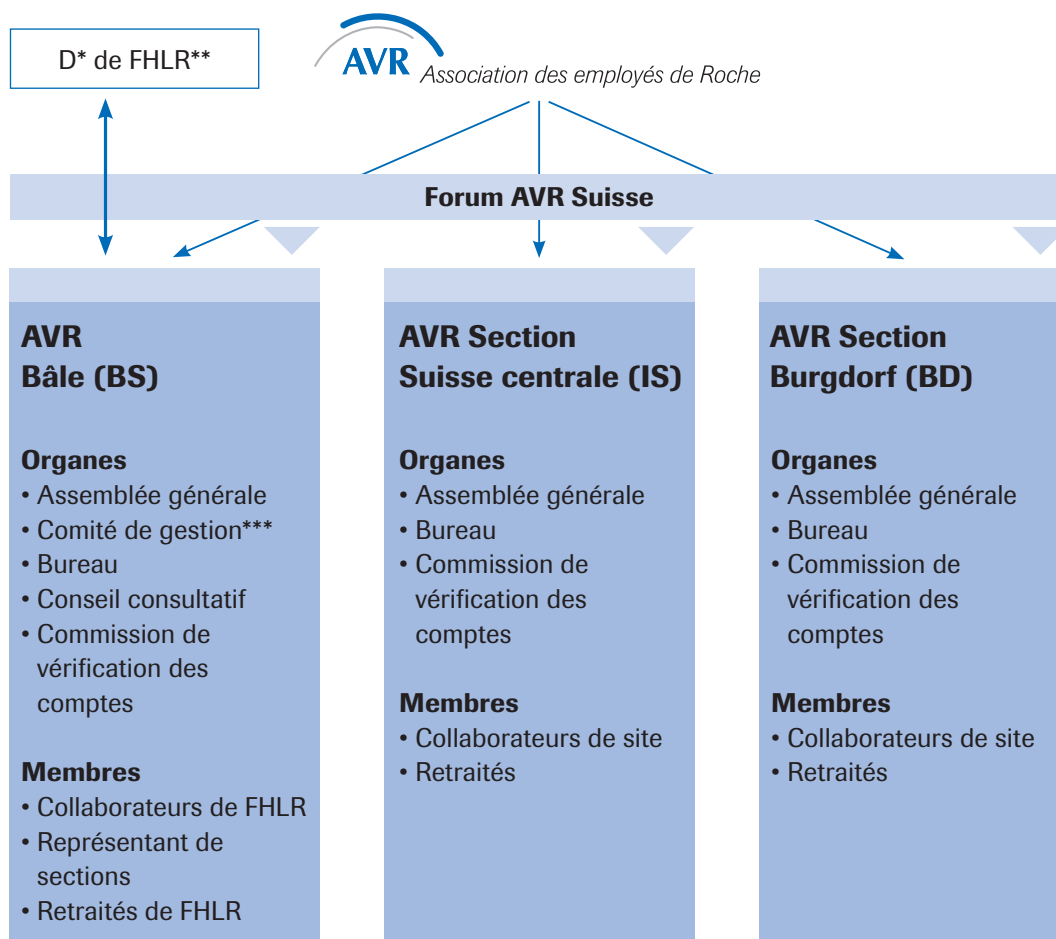 D* de FHLR**
AVR
Association des employés de Roche
Forum AVR Suisse
AVR
Bâle (BS)
Organes
• Assemblée générale
• Comité de gestion***
• Bureau
• Conseil consultatif
• Commission de
vérification des
comptes
Membres
• Collaborateurs de FHLR
• Représentant de
sections
• Retraités de FHLR
AVR Section
Suisse centrale (IS)
Organes
• Assemblée générale
• Bureau
• Commission de
vérification des
comptes
Membres
• Collaborateurs de site
• Retraités
AVR Section
Burgdorf (BD)
Organes
• Assemblée générale
• Bureau
• Commission de
vérification des
comptes
Membres
• Collaborateurs de site
• Retraités